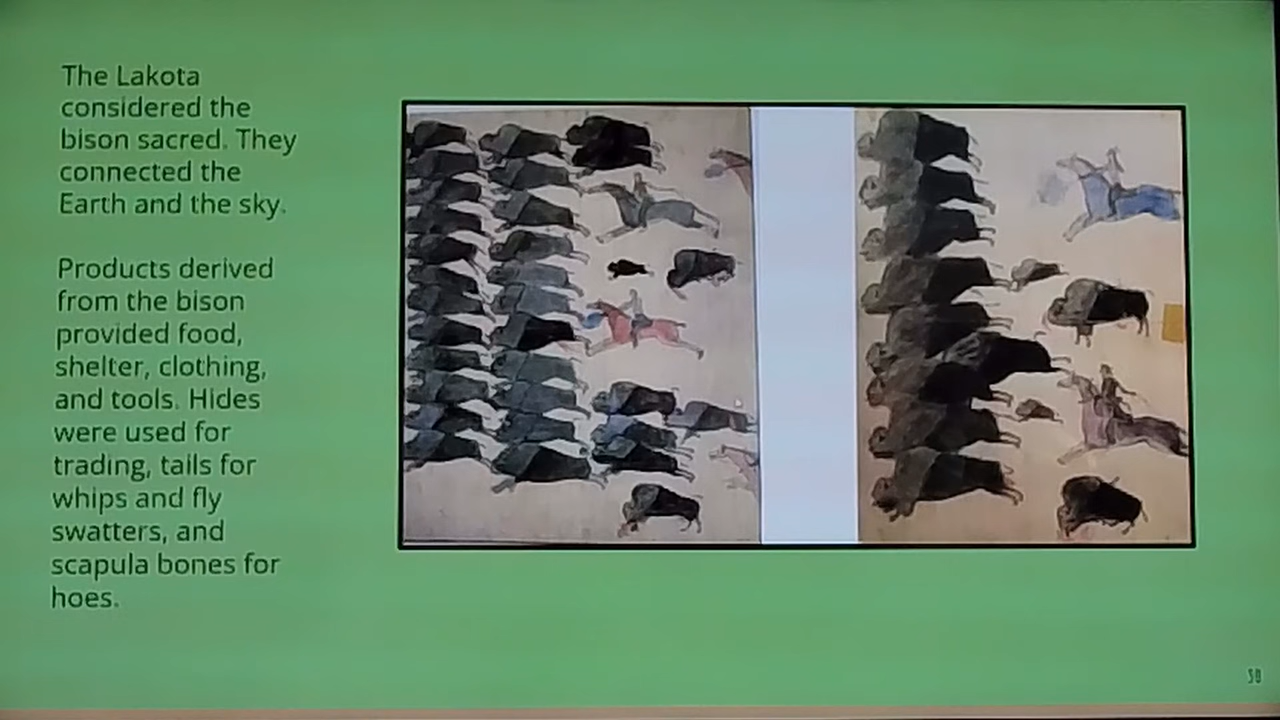 The Lakota
considered the
bison sacred. They
connected the
Earth and the sky.
Products derived
from the bison
provided food,
shelter, clothing,
and tools. Hides
were used for
trading, tails for
whips and fly
swatters, and
scapula bones for
hoes.
50